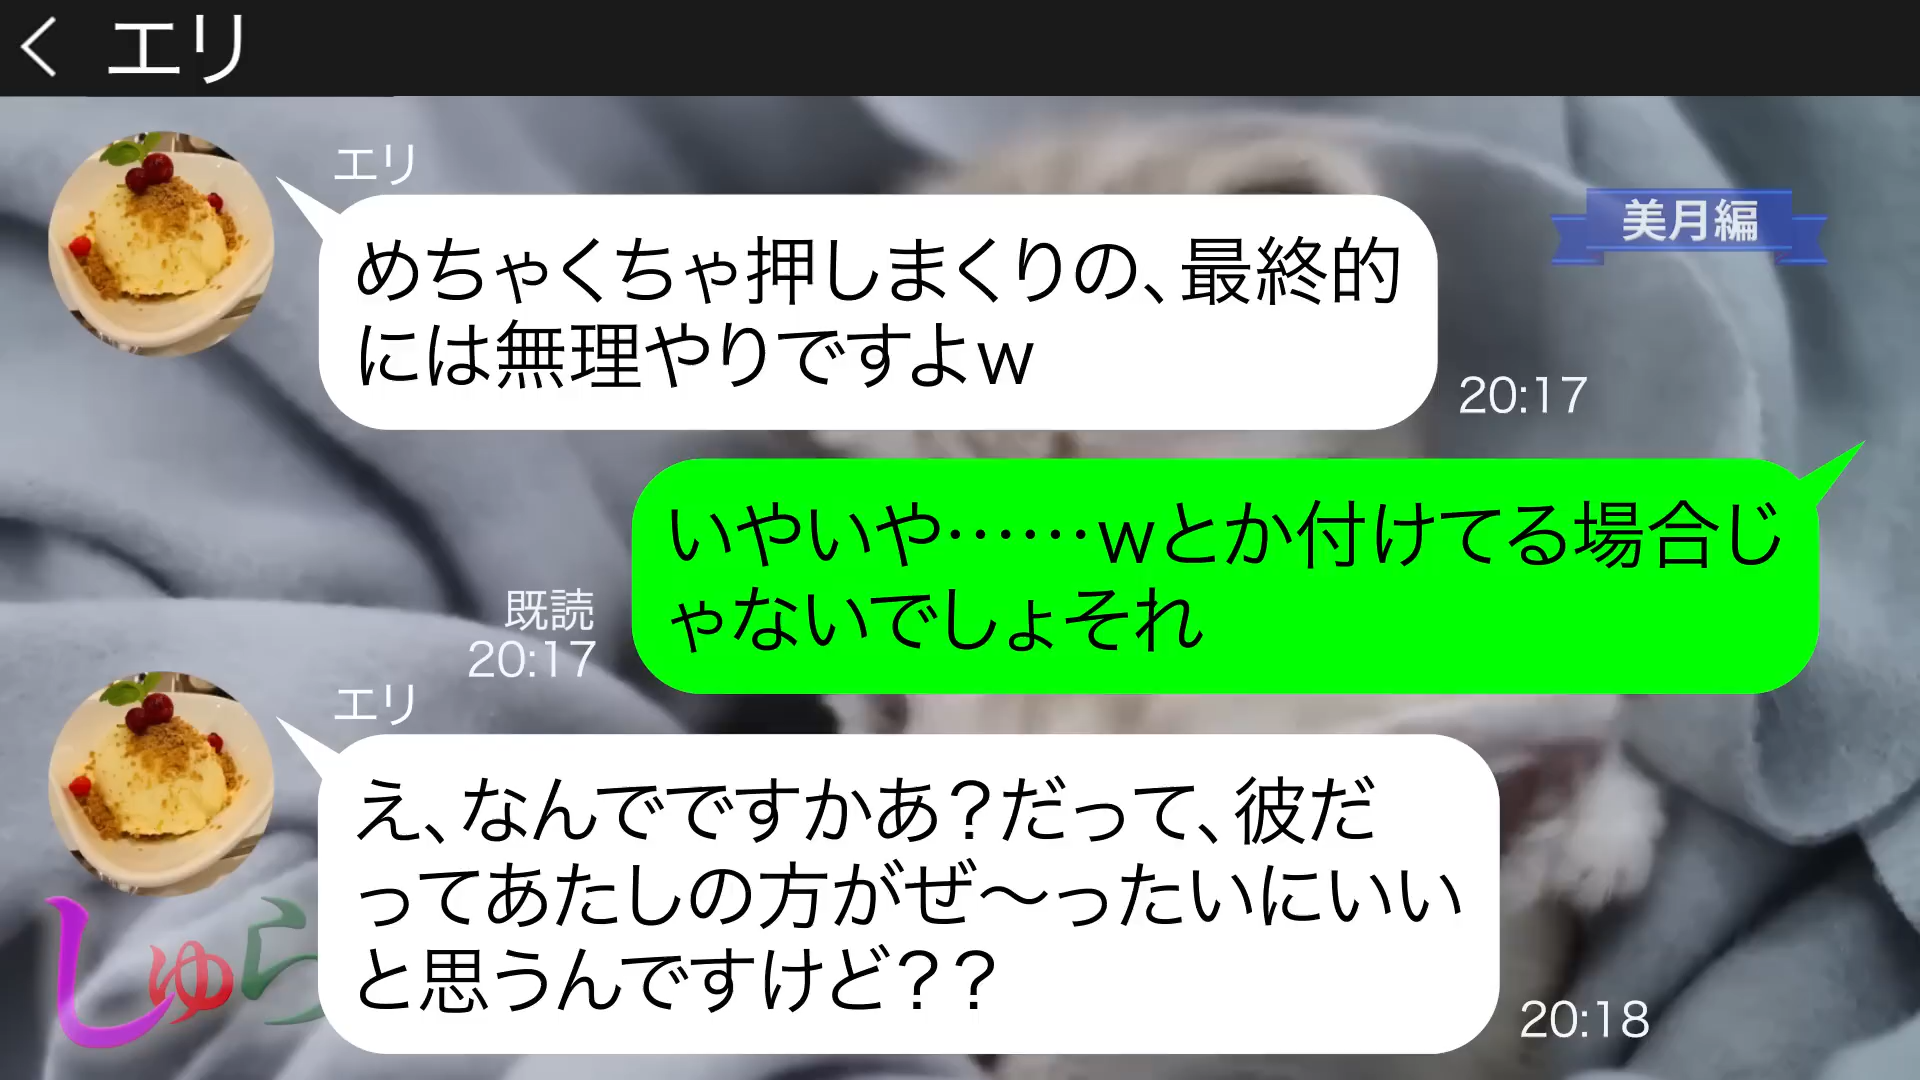 エリ
エリ
美月編
めちゃくちゃ押しまくりの、最終的
には無理やりですよw
20:17
いやいや……wとか付けてる場合じ
ゃないでしょそれ
既読
20:17
エリ
え、なんでですかあ？だって、彼だ
ってあたしの方がぜ〜ったいにいい
と思うんですけど？？
20:18
しゅら